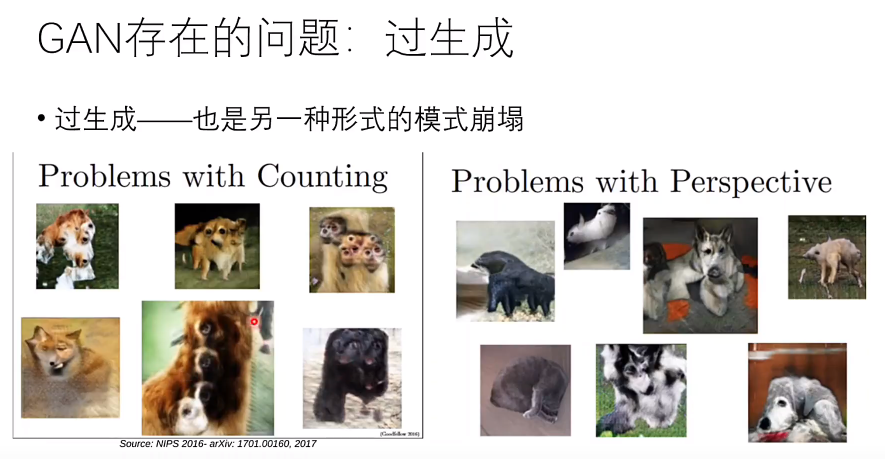 GAN存在的问题：过生成
• 过生成——也是另一种形式的模式崩塌
Problems with Counting
Problems with Perspective
(Goodfellow 2016)
Source: NIPS 2016- arXiv: 1701.00160, 2017